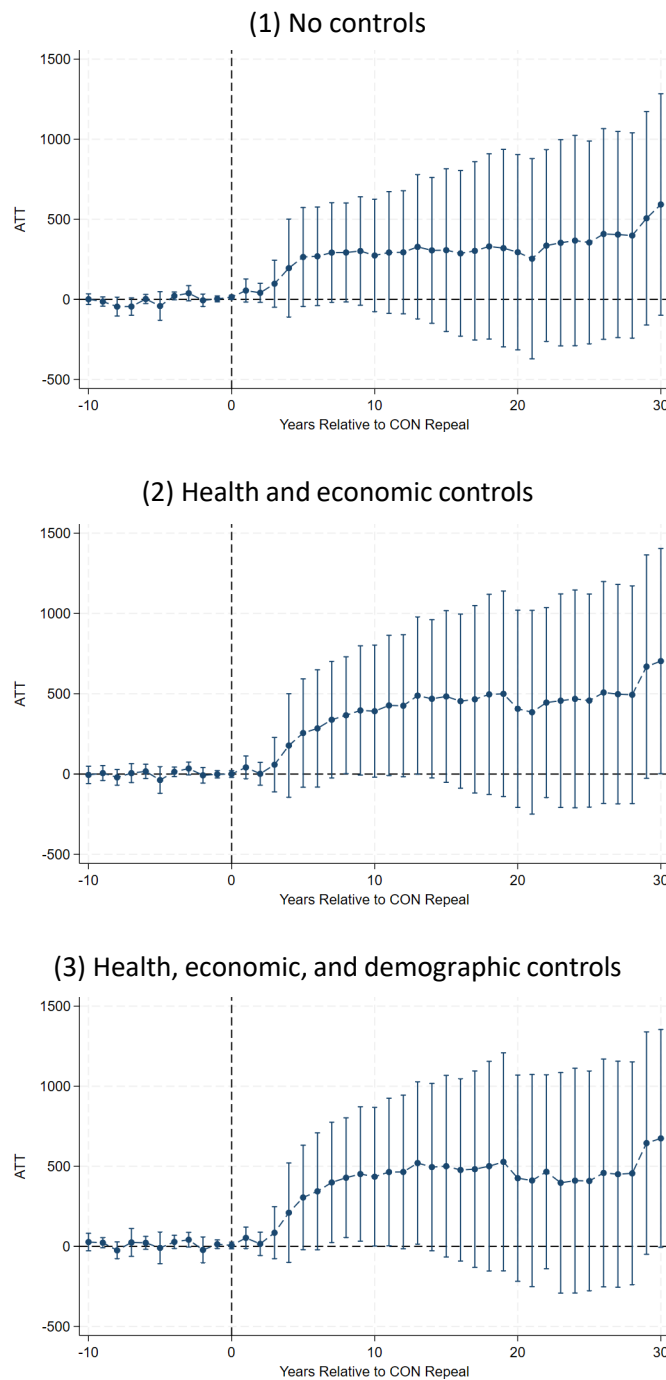 (1) No controls
1500
1000
500
0
-500
ATT
-10 0 10 20 30
Years Relative to CON Repeal
(2) Health and economic controls
1500
1000
500
0
-500
ATT
-10 0 10 20 30
Years Relative to CON Repeal
(3) Health, economic, and demographic controls
1500
1000
500
0
-500
ATT
-10 0 10 20 30
Years Relative to CON Repeal